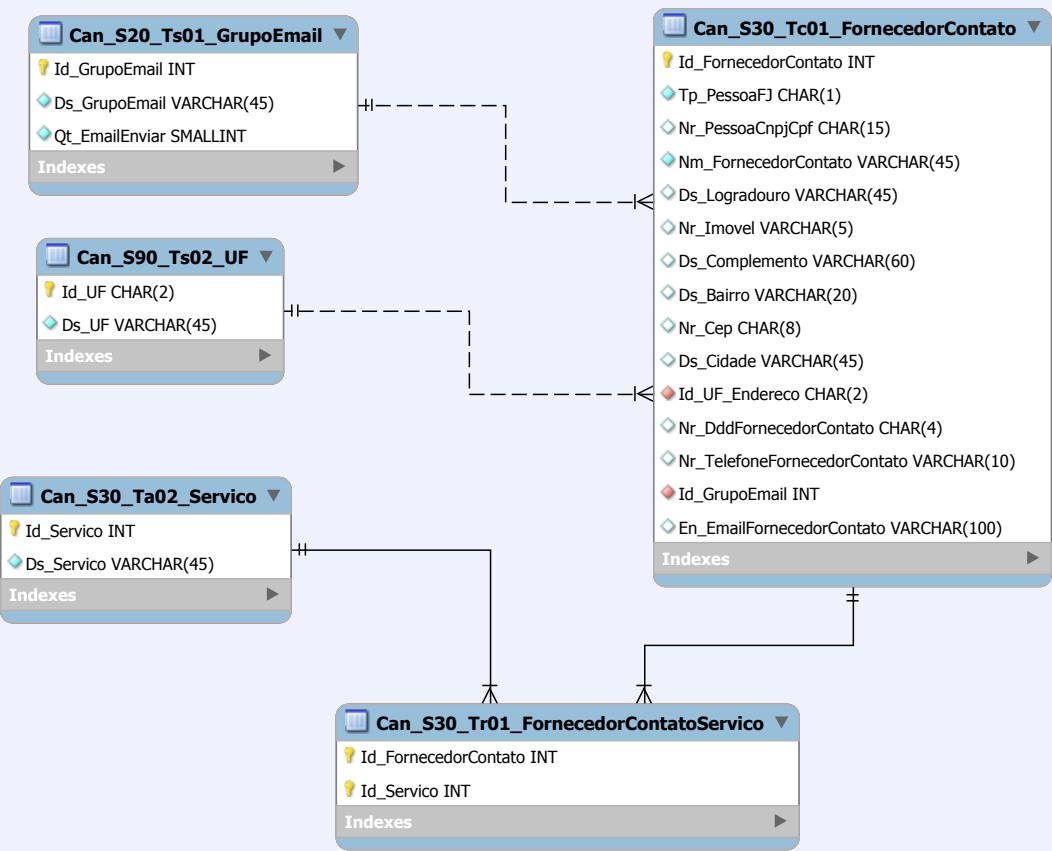 Can_S20_Ts01_GrupoEmail
Id_GrupoEmail INT
Ds_GrupoEmail VARCHAR(45)
Qt_EmailEnviar SMALLINT
Indexes
Can_S90_Ts02_UF
Id_UF CHAR(2)
Ds_UF VARCHAR(45)
Indexes
Can_S30_Ta02_Servico
Id_Servico INT
Ds_Servico VARCHAR(45)
Indexes
Can_S30_Tc01_FornecedorContato
Id_FornecedorContato INT
Tp_PessoaFJ CHAR(1)
Nr_PessoaCnpjCpf CHAR(15)
Nm_FornecedorContato VARCHAR(45)
Ds_Logradouro VARCHAR(45)
Nr_Imovel VARCHAR(5)
Ds_Complemento VARCHAR(60)
Ds_Bairro VARCHAR(20)
Nr_Cep CHAR(8)
Ds_Cidade VARCHAR(45)
Id_UF_Endereco CHAR(2)
Nr_DddFornecedorContato CHAR(4)
Nr_TelefoneFornecedorContato VARCHAR(10)
Id_GrupoEmail INT
En_EmailFornecedorContato VARCHAR(100)
Indexes
Can_S30_Tr01_FornecedorContatoServico
Id_FornecedorContato INT
Id_Servico INT
Indexes